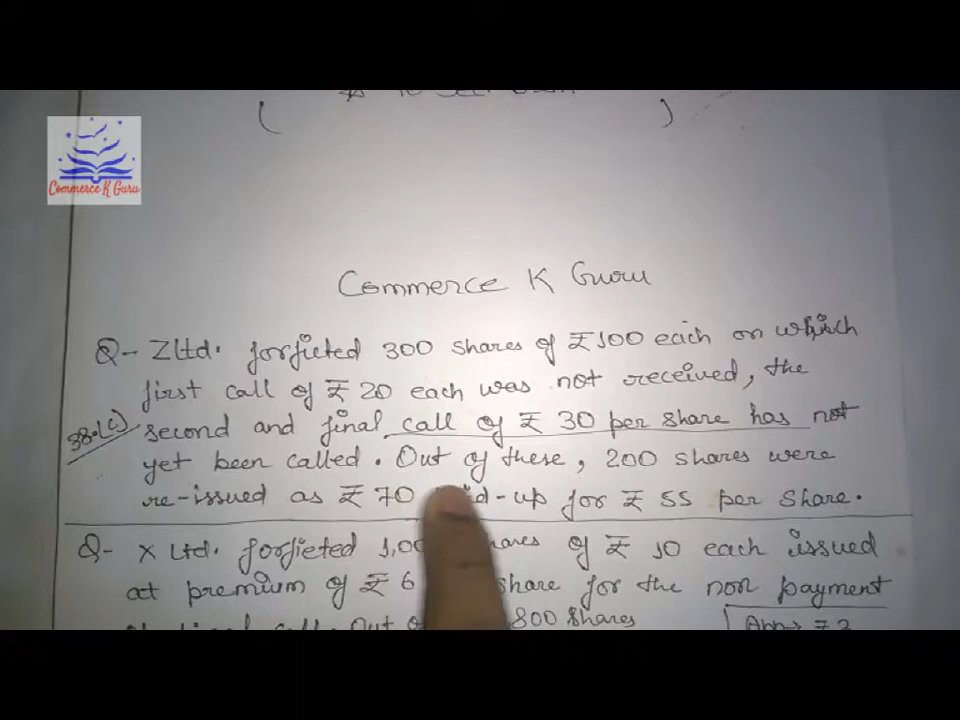 Commerce K Guru
Commerce K Guru
Q- Z Ltd. forfieted 300 shares of ₹ 100 each on which
first call of ₹ 20 each was not received, the
38.(C) second and final call of ₹ 30 per share has not
yet been called. Out of these, 200 shares were
re-issued as ₹ 70 -up for ₹ 55 per share.
Q- X Ltd. forfieted of ₹ 10 each issued
at premium of ₹ 6 share for the non payment
800 shares